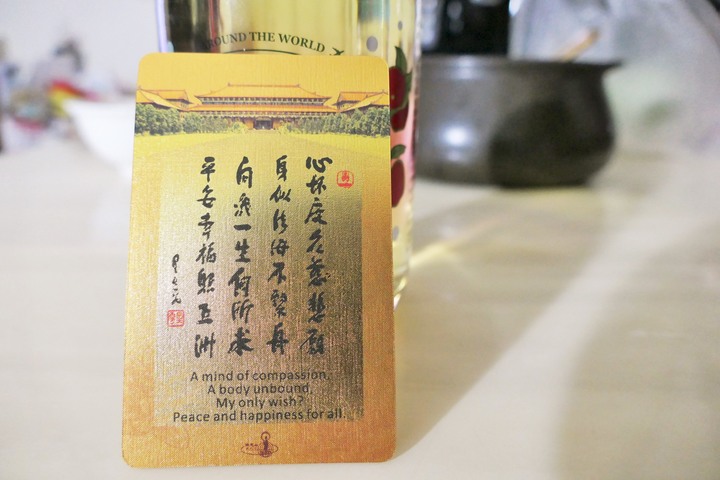 ROUND THE WORLD
心懷度眾慈悲願
身似法海不繫舟
問我一生何所求
平安幸福照五洲
A mind of compassion,
A body unbound,
My only wish?
Peace and happiness for all.